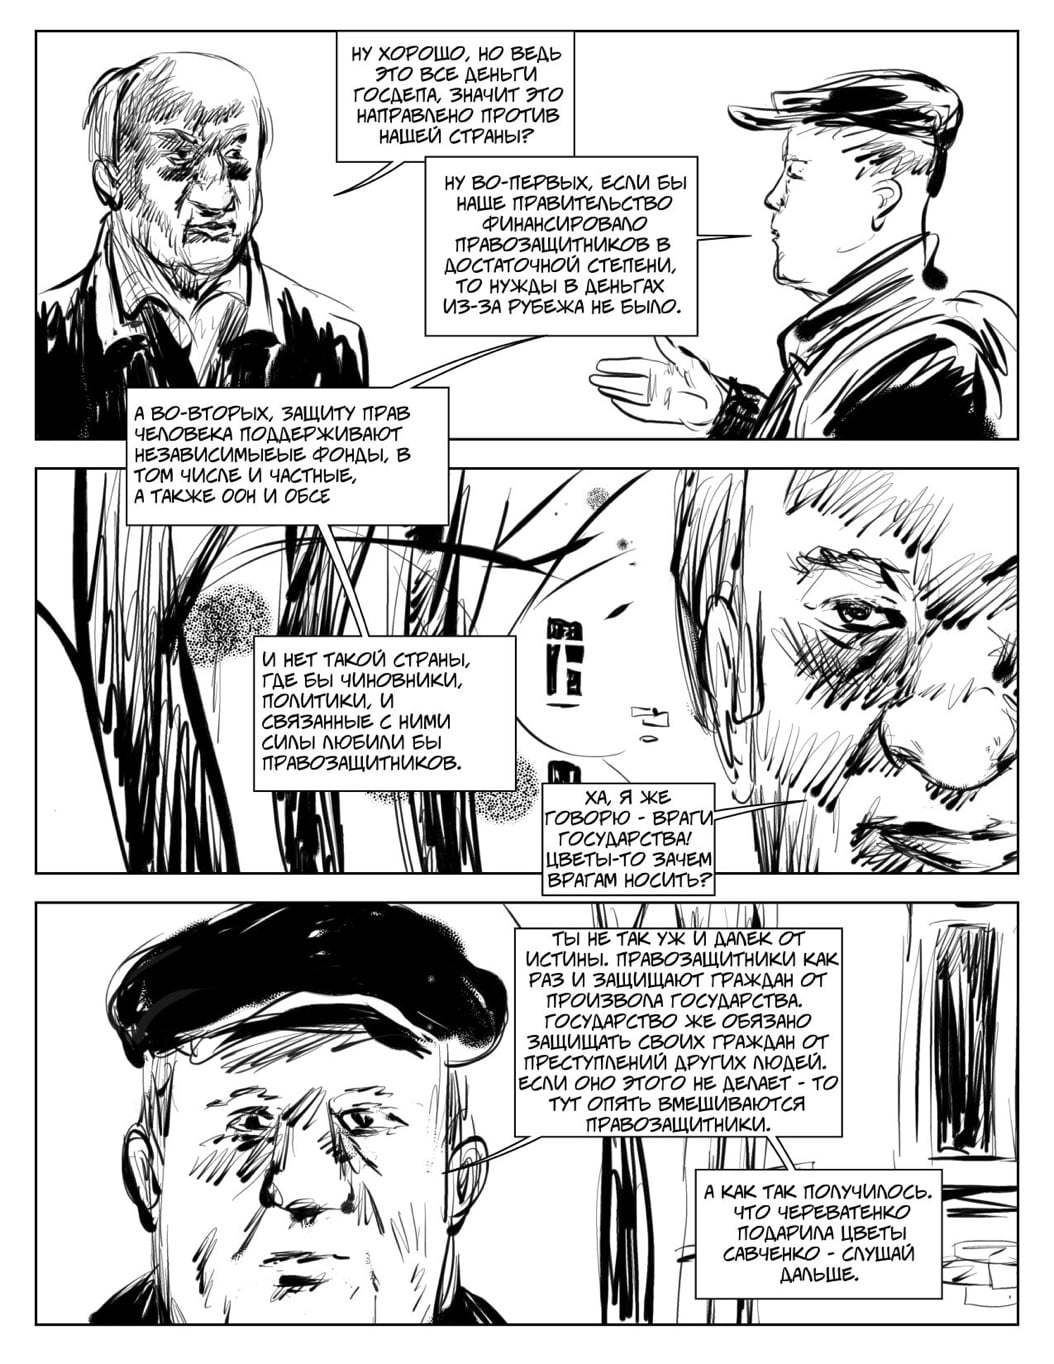 НУ ХОРОШО, НО ВЕДЬ
ЭТО ВСЕ ДЕНЬГИ
ГОСДЕПА, ЗНАЧИТ ЭТО
НАПРАВЛЕНО ПРОТИВ
НАШЕЙ СТРАНЫ?
НУ ВО-ПЕРВЫХ, ЕСЛИ БЫ
НАШЕ ПРАВИТЕЛЬСТВО
ФИНАНСИРОВАЛО
ПРАВОЗАЩИТНИКОВ В
ДОСТАТОЧНОЙ СТЕПЕНИ,
ТО НУЖДЫ В ДЕНЬГАХ
ИЗ-ЗА РУБЕЖА НЕ БЫЛО.
А ВО-ВТОРЫХ, ЗАЩИТУ ПРАВ
ЧЕЛОВЕКА ПОДДЕРЖИВАЮТ
НЕЗАВИСИМЫЕЫЕ ФОНДЫ, В
ТОМ ЧИСЛЕ И ЧАСТНЫЕ,
А ТАКЖЕ ООН И ОБСЕ
И НЕТ ТАКОЙ СТРАНЫ,
ГДЕ БЫ ЧИНОВНИКИ,
ПОЛИТИКИ, И
СВЯЗАННЫЕ С НИМИ
СИЛЫ ЛЮБИЛИ БЫ
ПРАВОЗАЩИТНИКОВ.
ХА, Я ЖЕ
ГОВОРЮ - ВРАГИ
ГОСУДАРСТВА!
ЦВЕТЫ-ТО ЗАЧЕМ
ВРАГАМ НОСИТЬ?
ТЫ НЕ ТАК УЖ И ДАЛЕК ОТ
ИСТИНЫ. ПРАВОЗАЩИТНИКИ КАК
РАЗ И ЗАЩИЩАЮТ ГРАЖДАН ОТ
ПРОИЗВОЛА ГОСУДАРСТВА.
ГОСУДАРСТВО ЖЕ ОБЯЗАНО
ЗАЩИЩАТЬ СВОИХ ГРАЖДАН ОТ
ПРЕСТУПЛЕНИЙ ДРУГИХ ЛЮДЕЙ.
ЕСЛИ ОНО ЭТОГО НЕ ДЕЛАЕТ - ТО
ТУТ ОПЯТЬ ВМЕШИВАЮТСЯ
ПРАВОЗАЩИТНИКИ.
А КАК ТАК ПОЛУЧИЛОСЬ.
ЧТО ЧЕРЕВАТЕНКО
ПОДАРИЛА ЦВЕТЫ
САВЧЕНКО - СЛУШАЙ
ДАЛЬШЕ.